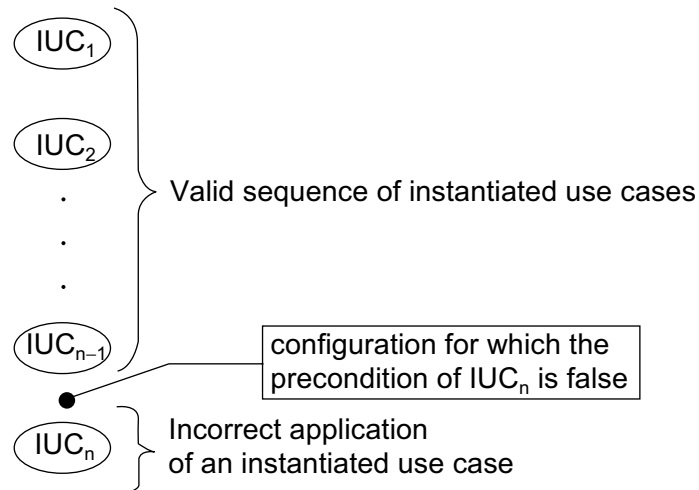 IUC₁
IUC₂
.
.
.
Valid sequence of instantiated use cases
IUCₙ₋₁
configuration for which the
precondition of IUCₙ is false
IUCₙ
Incorrect application
of an instantiated use case